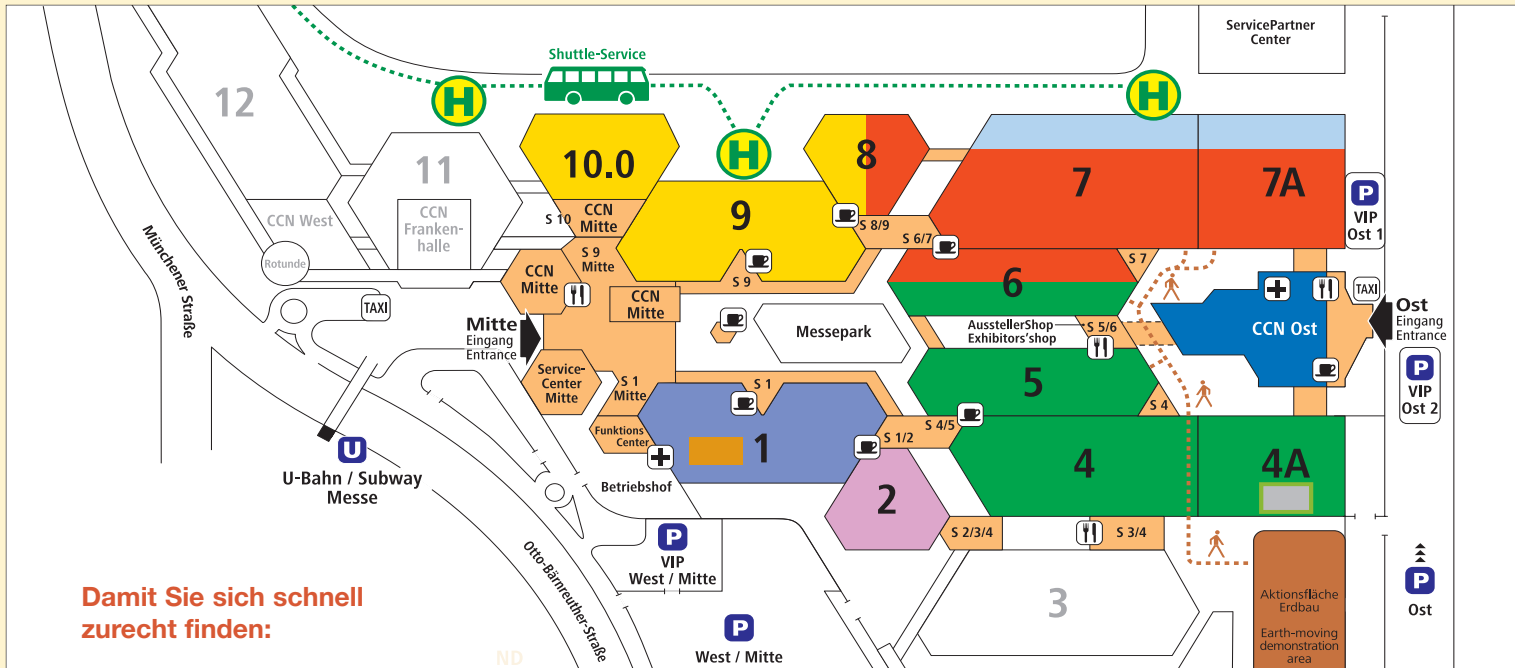 ServicePartner
Center
Shuttle-Service
H
H
H
12
11
10.0
8
7
7A
CCN
Franken-
halle
CCN West
S 10
CCN
Mitte
9
S 8/9
S 6/7
P
VIP
Ost 1
Münchener Straße
Rotunde
CCN
Mitte
S 9
Mitte
S 9
S 7
6
TAXI
CCN
Mitte
TAXI
Mitte
Eingang
Entrance
Messepark
AusstellerShop
Exhibitors'shop
S 5/6
CCN Ost
Ost
Eingang
Entrance
Service-
Center
Mitte
S 1
Mitte
S 1
5
S 4
P
VIP
Ost 2
Funktions
Center
1
S 1/2
S 4/5
4
4A
U
U-Bahn / Subway
Messe
Betriebshof
2
P
VIP
West / Mitte
S 2/3/4
S 3/4
Otto-Bärnreuther-Straße
3
Aktionsfläche
Erdbau
Earth-moving
demonstration
area
P
Ost
Damit Sie sich schnell
zurecht finden:
P
West / Mitte
ND